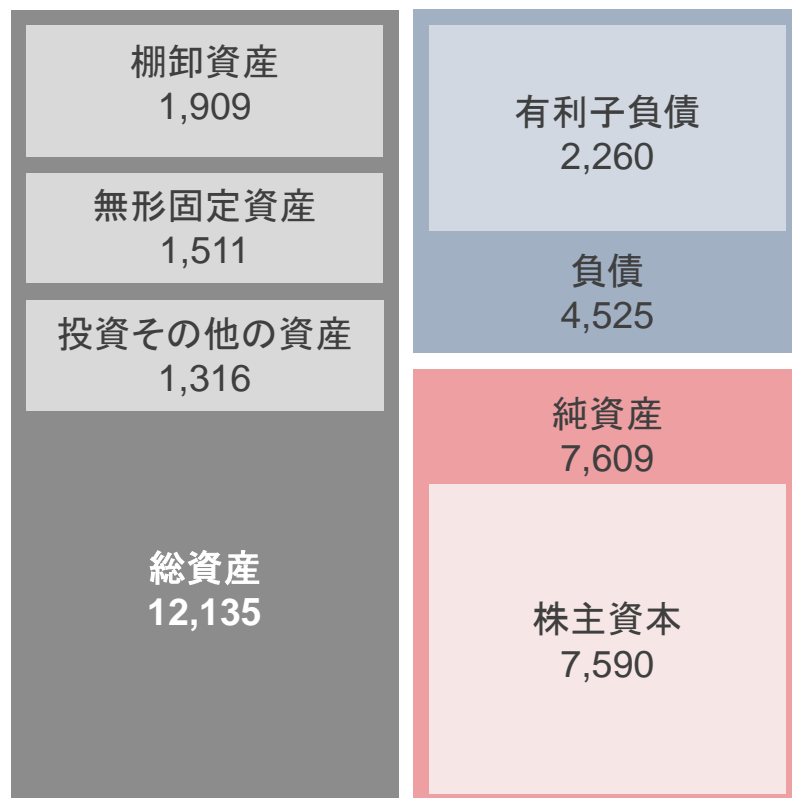 棚卸資産
1,909
無形固定資産
1,511
投資その他の資産
1,316
総資産
12,135
有利子負債
2,260
負債
4,525
純資産
7,609
株主資本
7,590